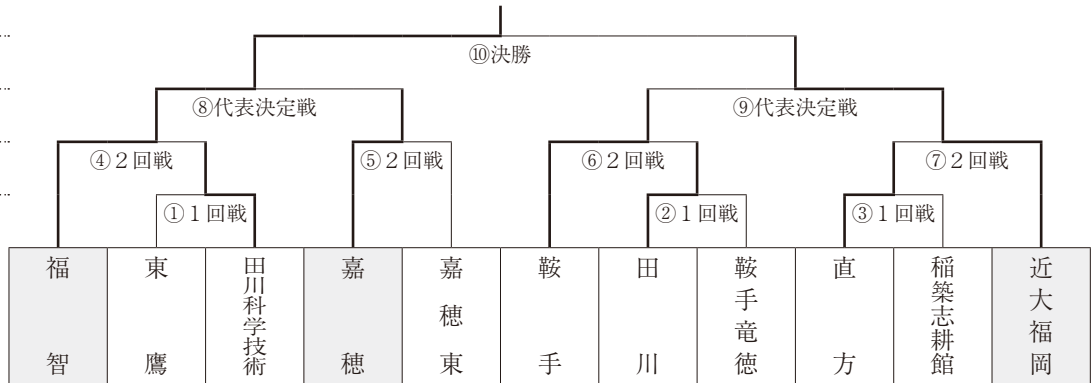 ⑩決勝
⑧代表決定戦
⑨代表決定戦
④２回戦
⑤２回戦
⑥２回戦
⑦２回戦
①１回戦
②１回戦
③１回戦
福智
東鷹
田川科学技術
嘉穂
嘉穂東
鞍手
田川
鞍手竜徳
直方
稲築志耕館
近大福岡